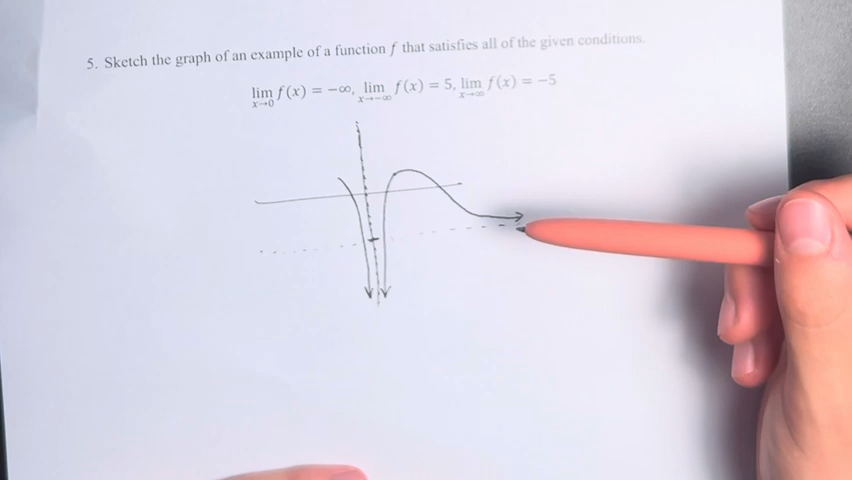 5. Sketch the graph of an example of a function f that satisfies all of the given conditions.
lim x→0 f(x) = −∞, lim x→−∞ f(x) = 5, lim x→∞ f(x) = −5